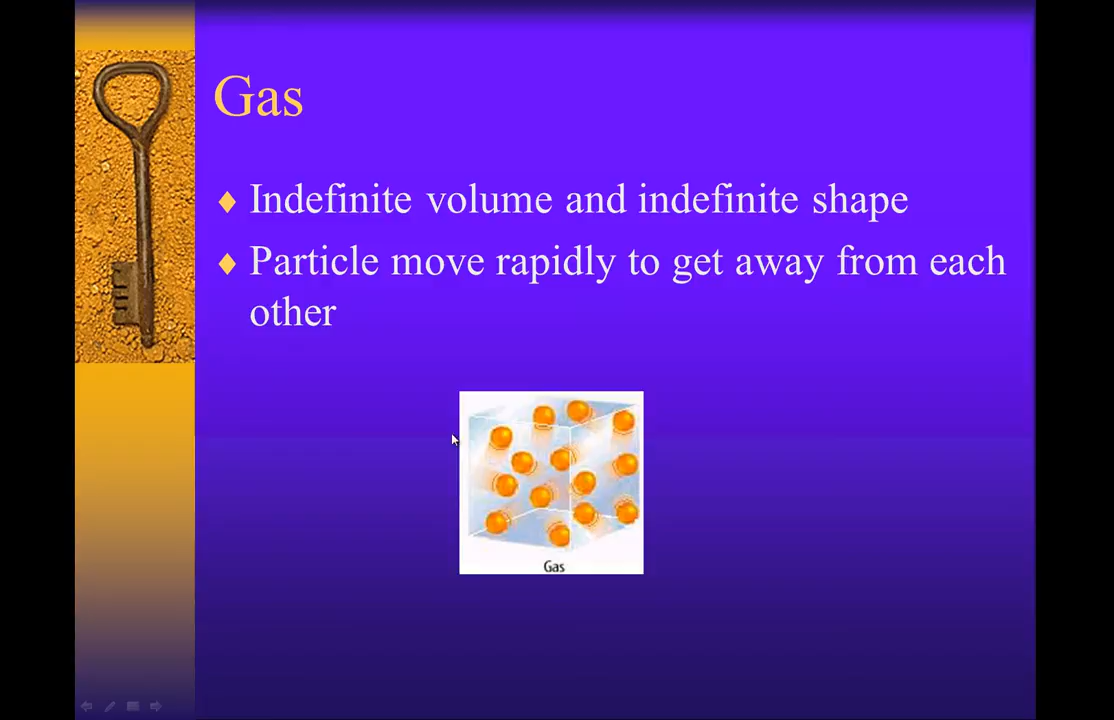 Gas
Indefinite volume and indefinite shape
Particle move rapidly to get away from each
other
Gas